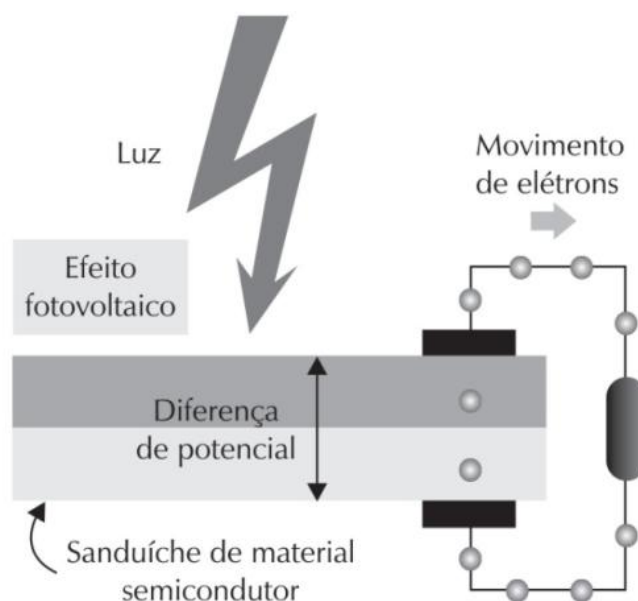 Luz
Movimento
de elétrons
Efeito
fotovoltaico
Diferença
de potencial
Sanduíche de material
semicondutor